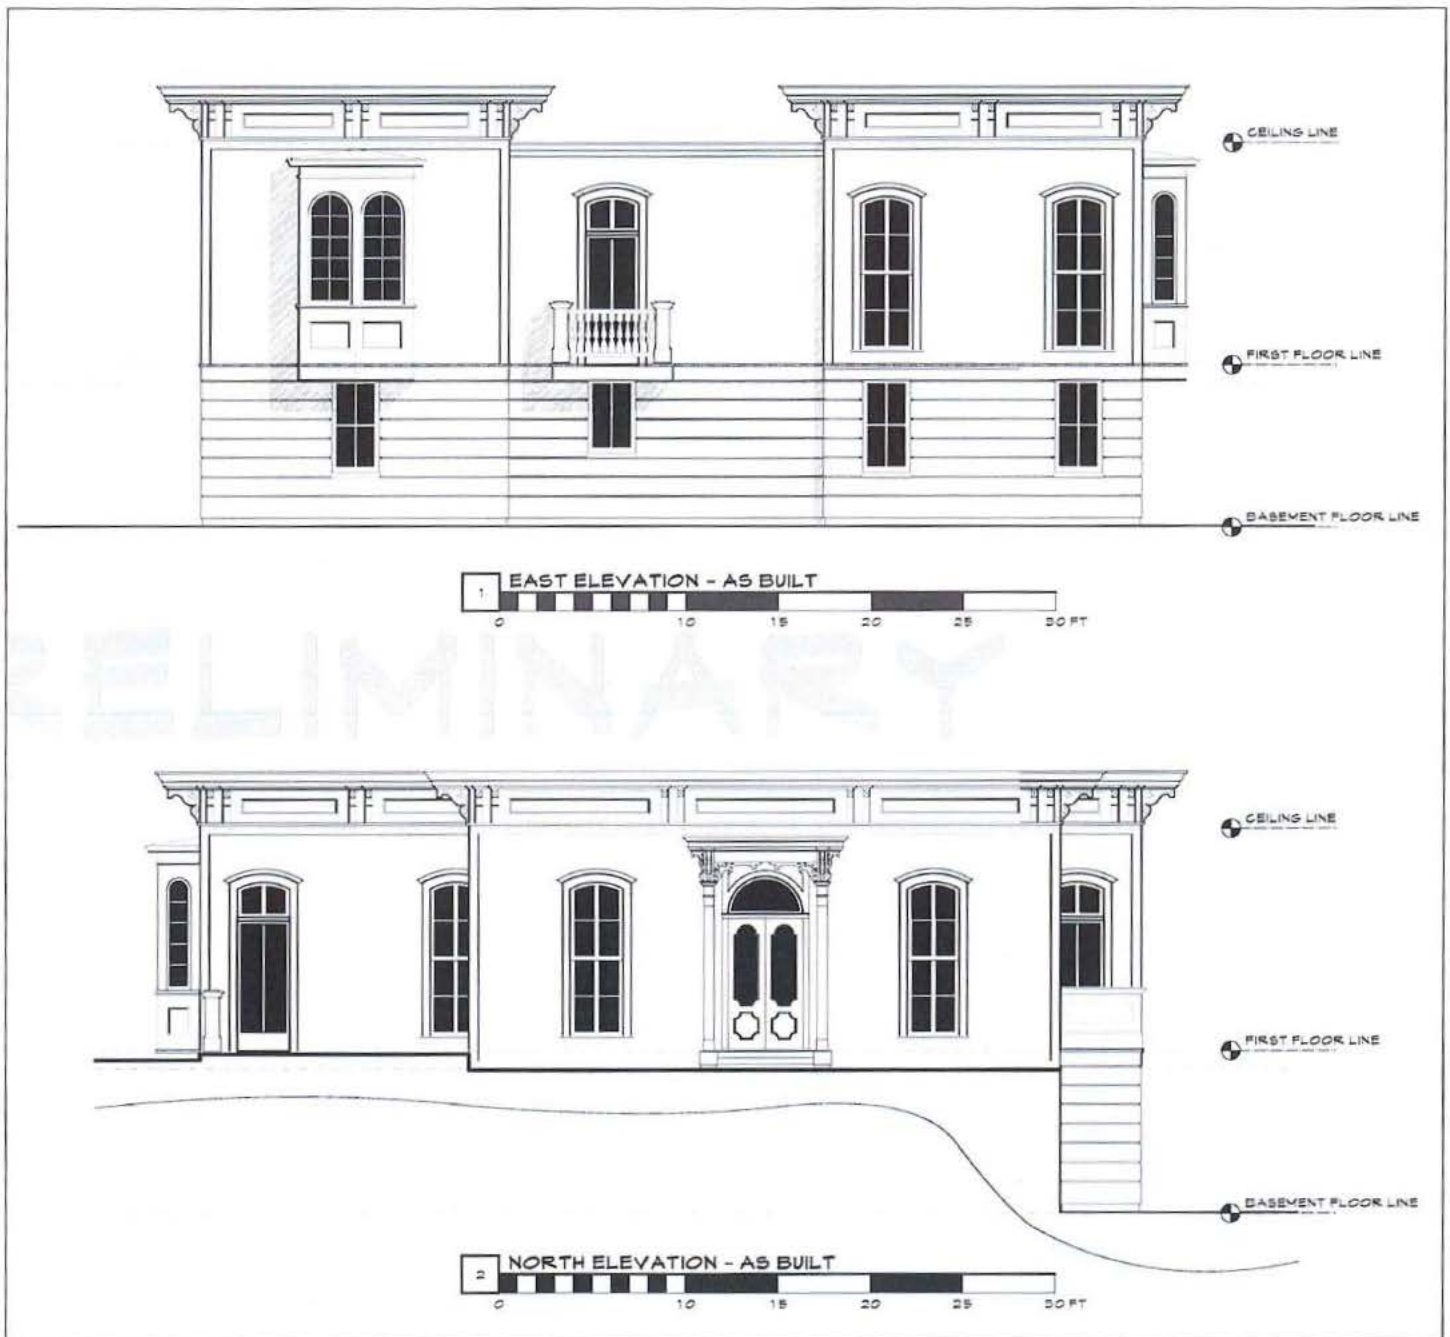 CEILING LINE
FIRST FLOOR LINE
BASEMENT FLOOR LINE
1 EAST ELEVATION - AS BUILT
0 10 15 20 25 30 FT
RELIMINARY
CEILING LINE
FIRST FLOOR LINE
BASEMENT FLOOR LINE
2 NORTH ELEVATION - AS BUILT
0 10 15 20 25 30 FT